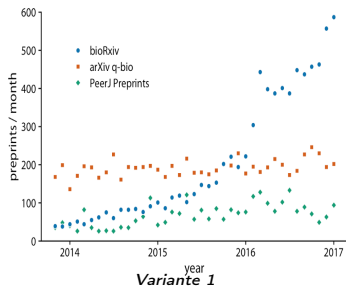 600
500
400
300
200
100
0
preprints / month
bioRxiv
arXiv q-bio
PeerJ Preprints
2014 2015 2016 2017
year
Variante 1